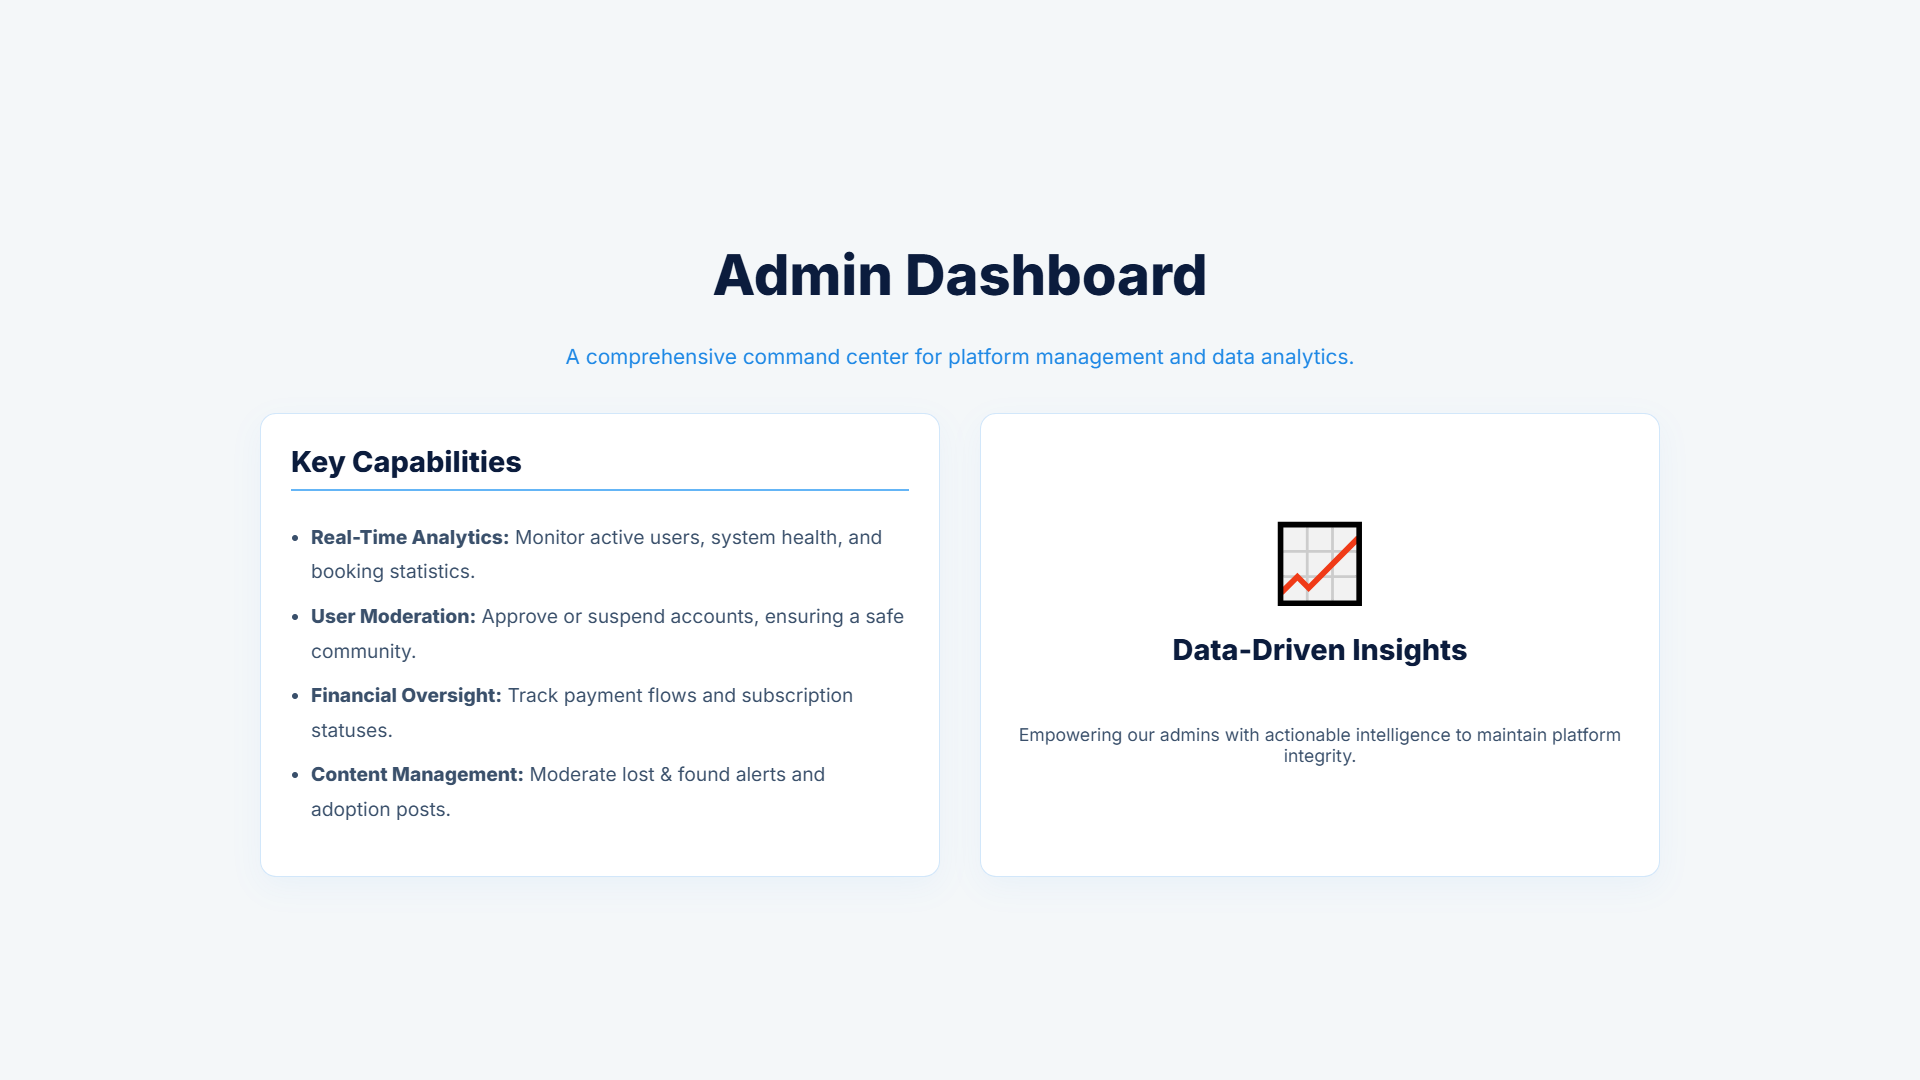 Admin Dashboard
A comprehensive command center for platform management and data analytics.
Key Capabilities
• Real-Time Analytics: Monitor active users, system health, and
booking statistics.
• User Moderation: Approve or suspend accounts, ensuring a safe
community.
• Financial Oversight: Track payment flows and subscription
statuses.
• Content Management: Moderate lost & found alerts and
adoption posts.
Data-Driven Insights
Empowering our admins with actionable intelligence to maintain platform
integrity.